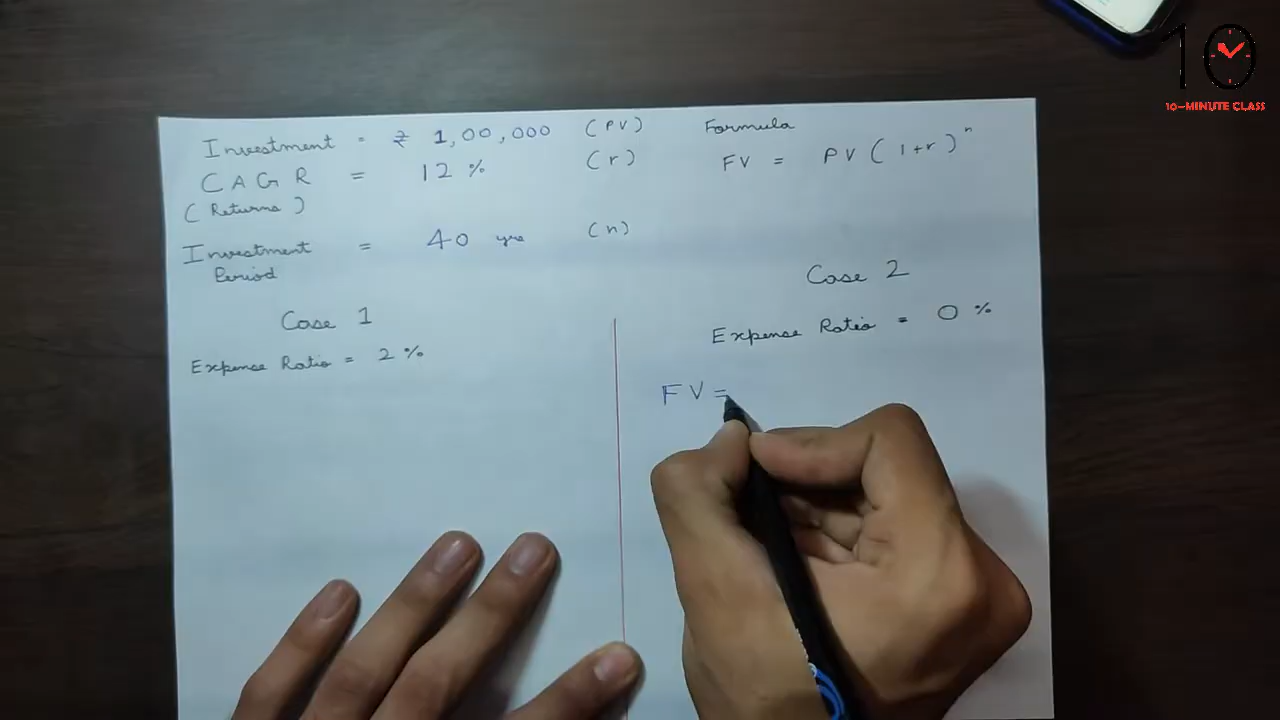 Investment = ₹ 1,00,000 (PV)
CAGR = 12 % (r)
(Returns)
Investment = 40 yrs (n)
Period
Formula
FV = PV (1+r)^n
Case 1
Expense Ratio = 2 %
Case 2
Expense Ratio = 0 %
FV =
10
10-MINUTE CLASS